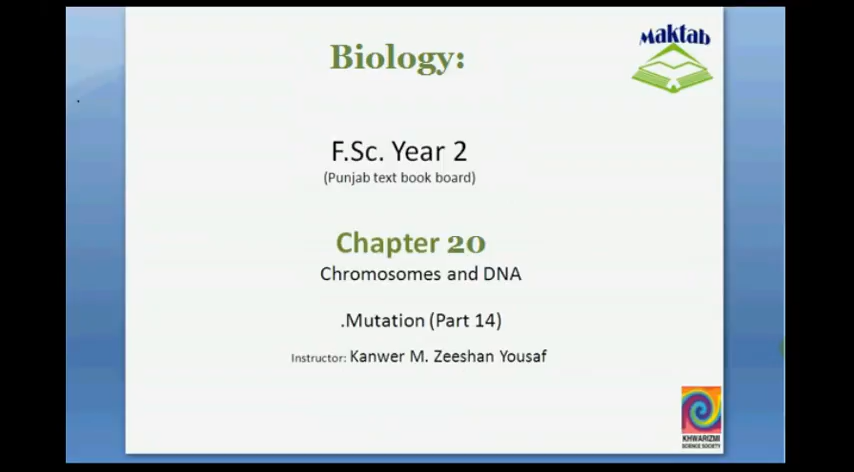 Biology:
Maktab
F.Sc. Year 2
(Punjab text book board)
Chapter 20
Chromosomes and DNA
.Mutation (Part 14)
Instructor: Kanwer M. Zeeshan Yousaf
KHWARIZMI
SCIENCE SOCIETY